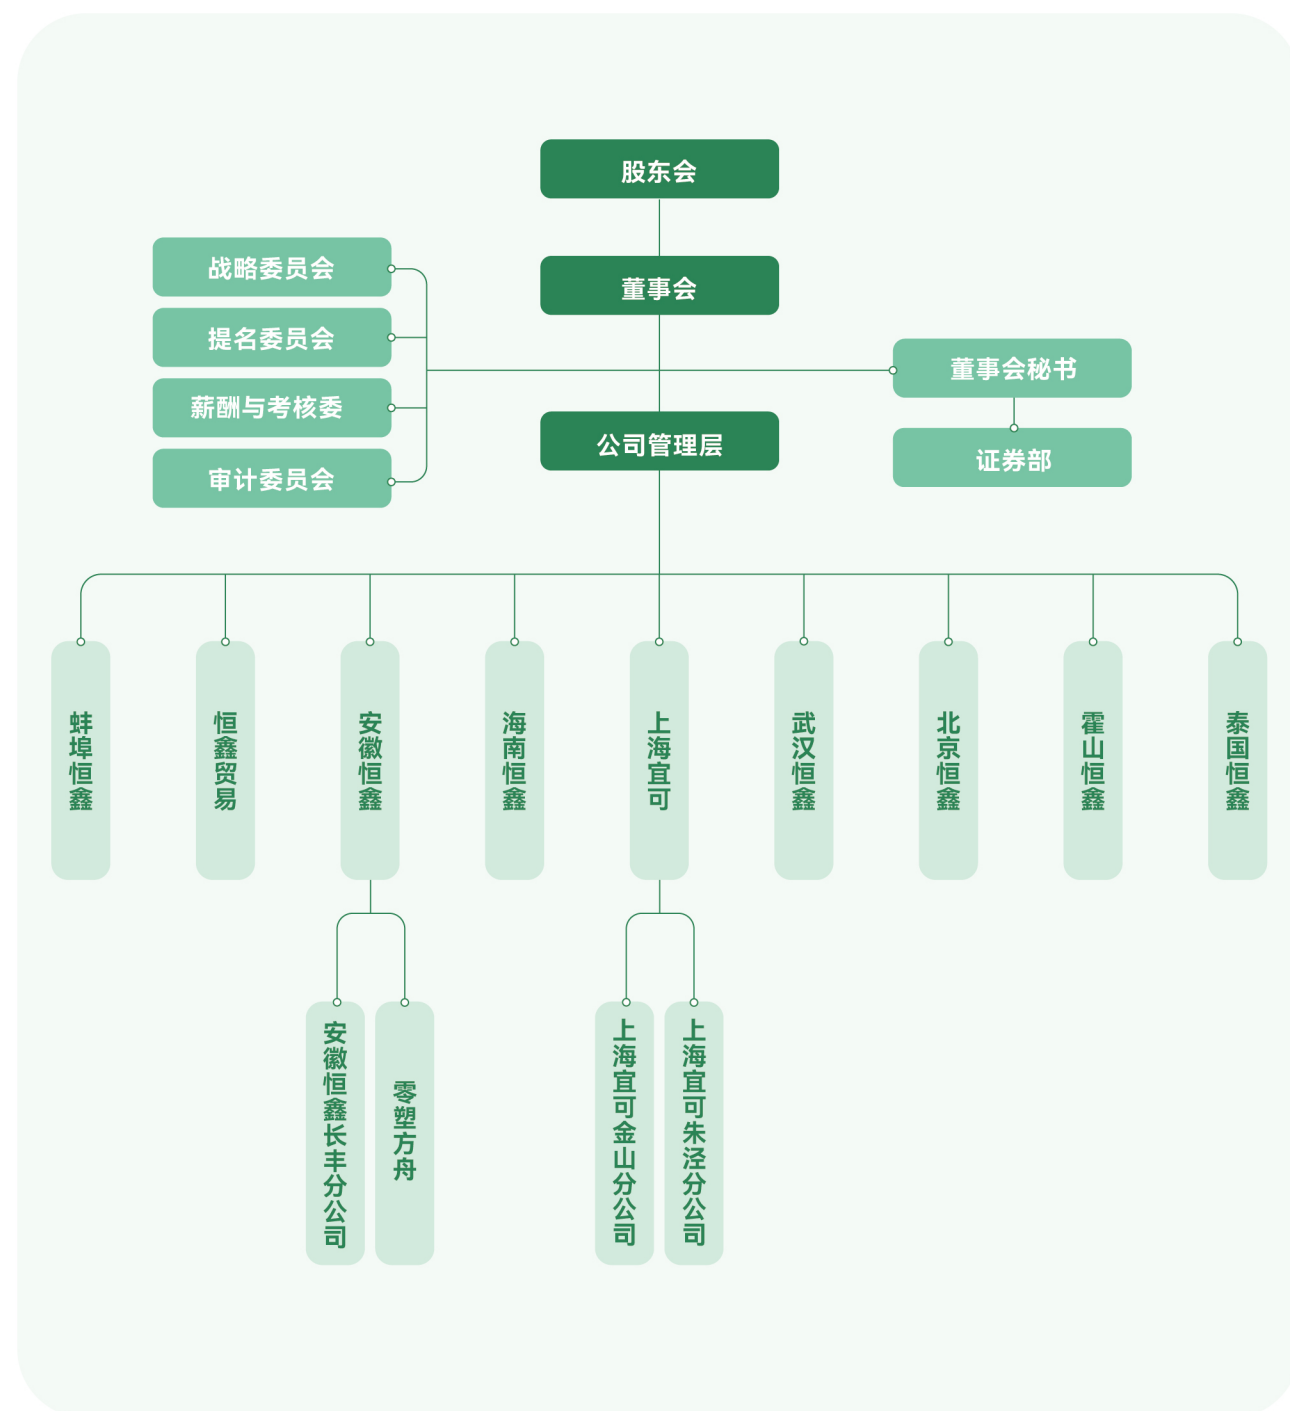 股东会
董事会
战略委员会
提名委员会
薪酬与考核委
审计委员会
董事会秘书
证券部
公司管理层
蚌埠恒鑫
恒鑫贸易
安徽恒鑫
海南恒鑫
上海宜可
武汉恒鑫
北京恒鑫
霍山恒鑫
泰国恒鑫
安徽恒鑫长丰分公司
零塑方舟
上海宜可金山分公司
上海宜可朱泾分公司